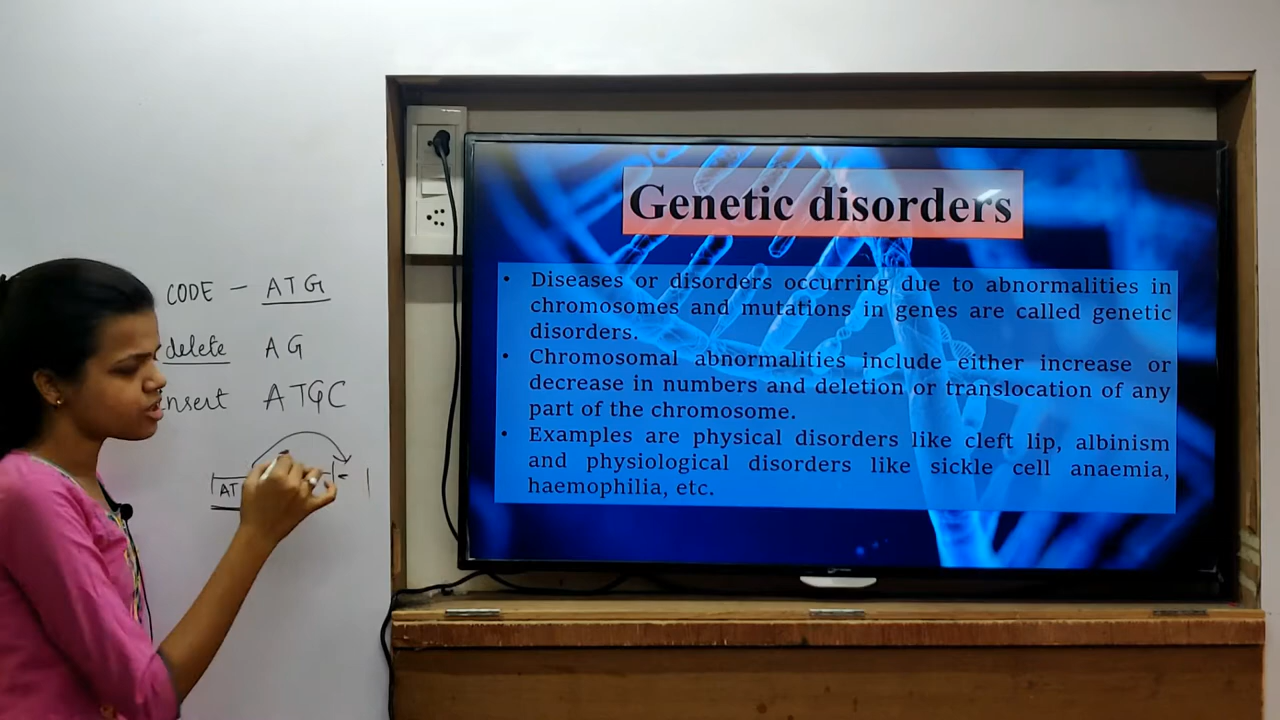 CODE - ATG
delete AG
nsert ATGC
AT
Genetic disorders
• Diseases or disorders occurring due to abnormalities in
chromosomes and mutations in genes are called genetic
disorders.
• Chromosomal abnormalities include either increase or
decrease in numbers and deletion or translocation of any
part of the chromosome.
• Examples are physical disorders like cleft lip, albinism
and physiological disorders like sickle cell anaemia,
haemophilia, etc.